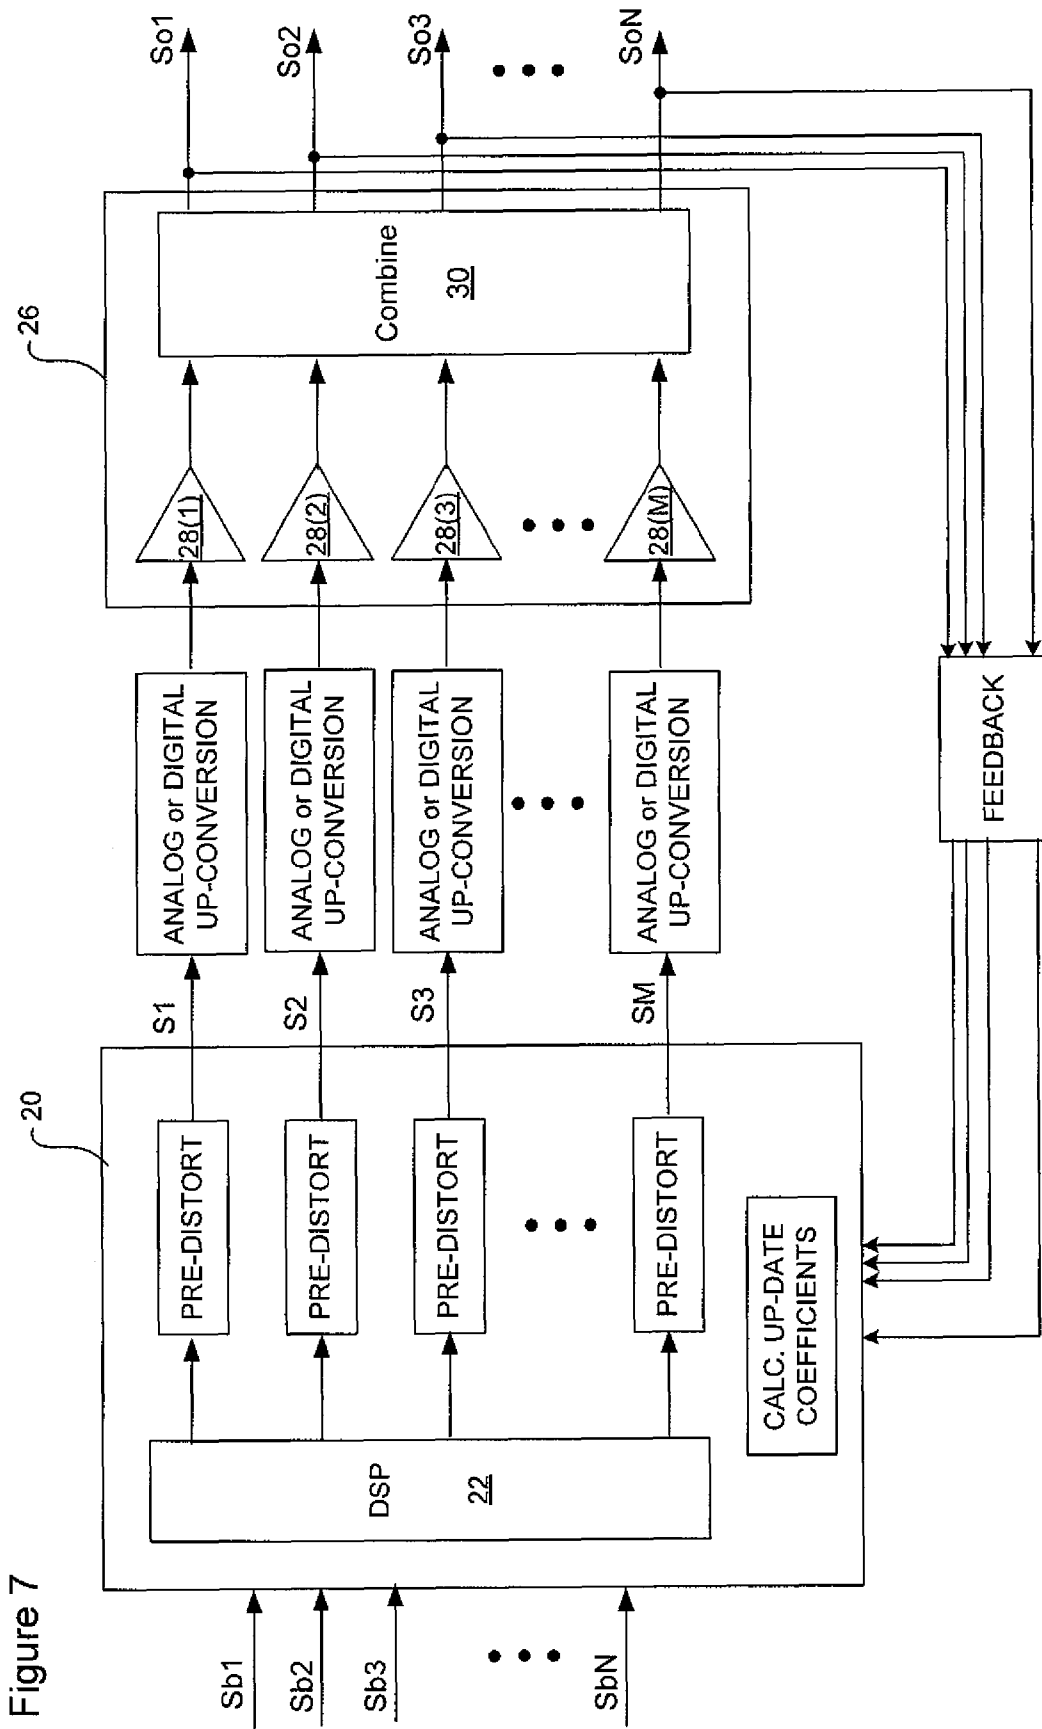 Figure 7
Sb1
Sb2
Sb3
SbN
20
DSP
22
PRE-DISTORT
PRE-DISTORT
PRE-DISTORT
PRE-DISTORT
CALC. UP-DATE
COEFFICIENTS
S1
S2
S3
SM
ANALOG or DIGITAL
UP-CONVERSION
ANALOG or DIGITAL
UP-CONVERSION
ANALOG or DIGITAL
UP-CONVERSION
ANALOG or DIGITAL
UP-CONVERSION
26
28(1)
28(2)
28(3)
28(M)
Combine
30
So1
So2
So3
SoN
FEEDBACK